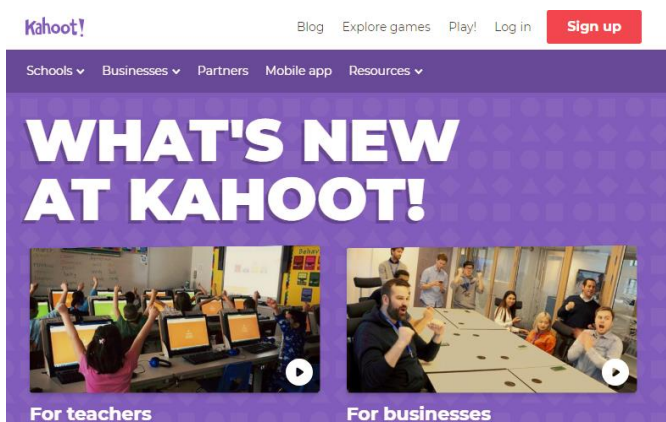 Kahoot!
Blog Explore games Play! Log in Sign up
Schools Businesses Partners Mobile app Resources
WHAT'S NEW
AT KAHOOT!
For teachers For businesses